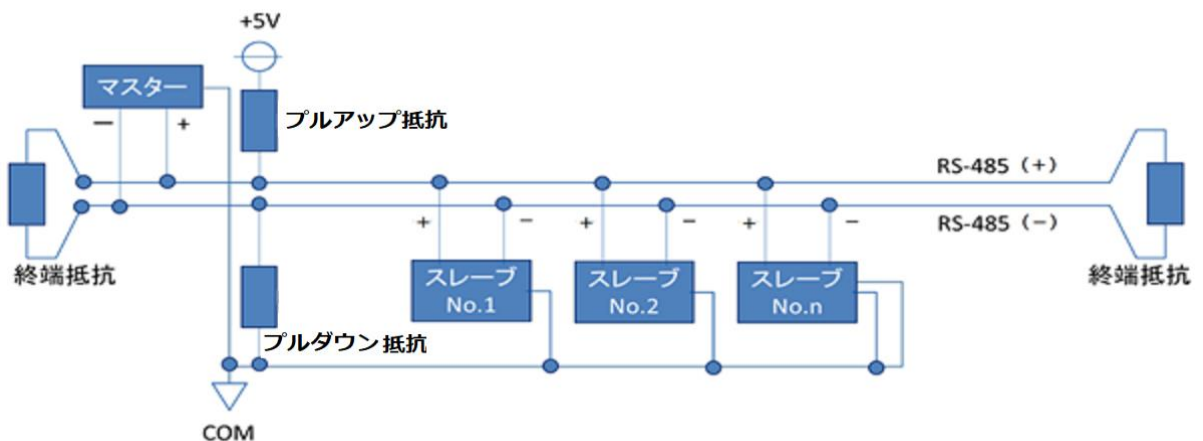 +5V
マスター
− +
プルアップ抵抗
RS-485（+）
RS-485（−）
+ − + − + −
終端抵抗
終端抵抗
スレーブ
No.1
スレーブ
No.2
スレーブ
No.n
プルダウン抵抗
COM